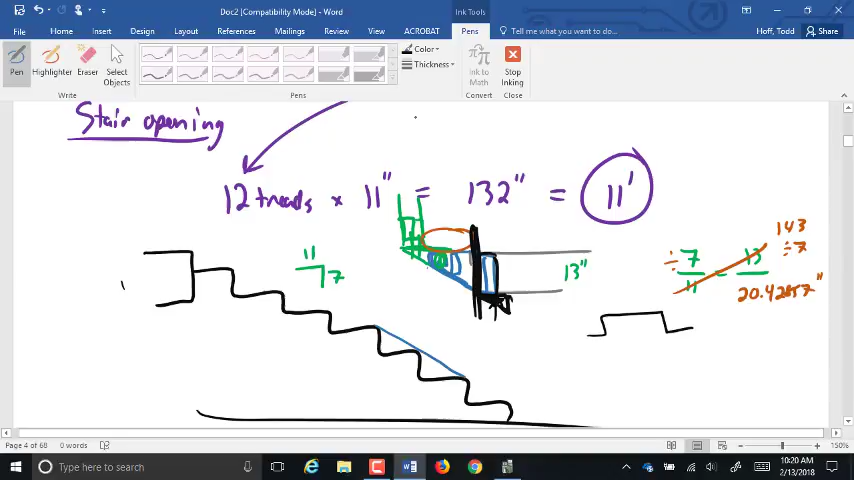 Doc2 [Compatibility Mode] - Word
Ink Tools
Hoff, Todd
File
Home
Insert
Design
Layout
References
Mailings
Review
View
ACROBAT
Pens
Tell me what you want to do...
Share
Pen
Highlighter
Eraser
Select Objects
Color
Thickness
Ink to Math
Stop Inking
Write
Pens
Convert
Close
Stair opening
12 treads × 11" = 132" = 11'
11
7
13"
÷ 7 = 13
11
143
÷7
20.42857"
Page 4 of 68
0 words
150%
Type here to search
10:20 AM
2/13/2018